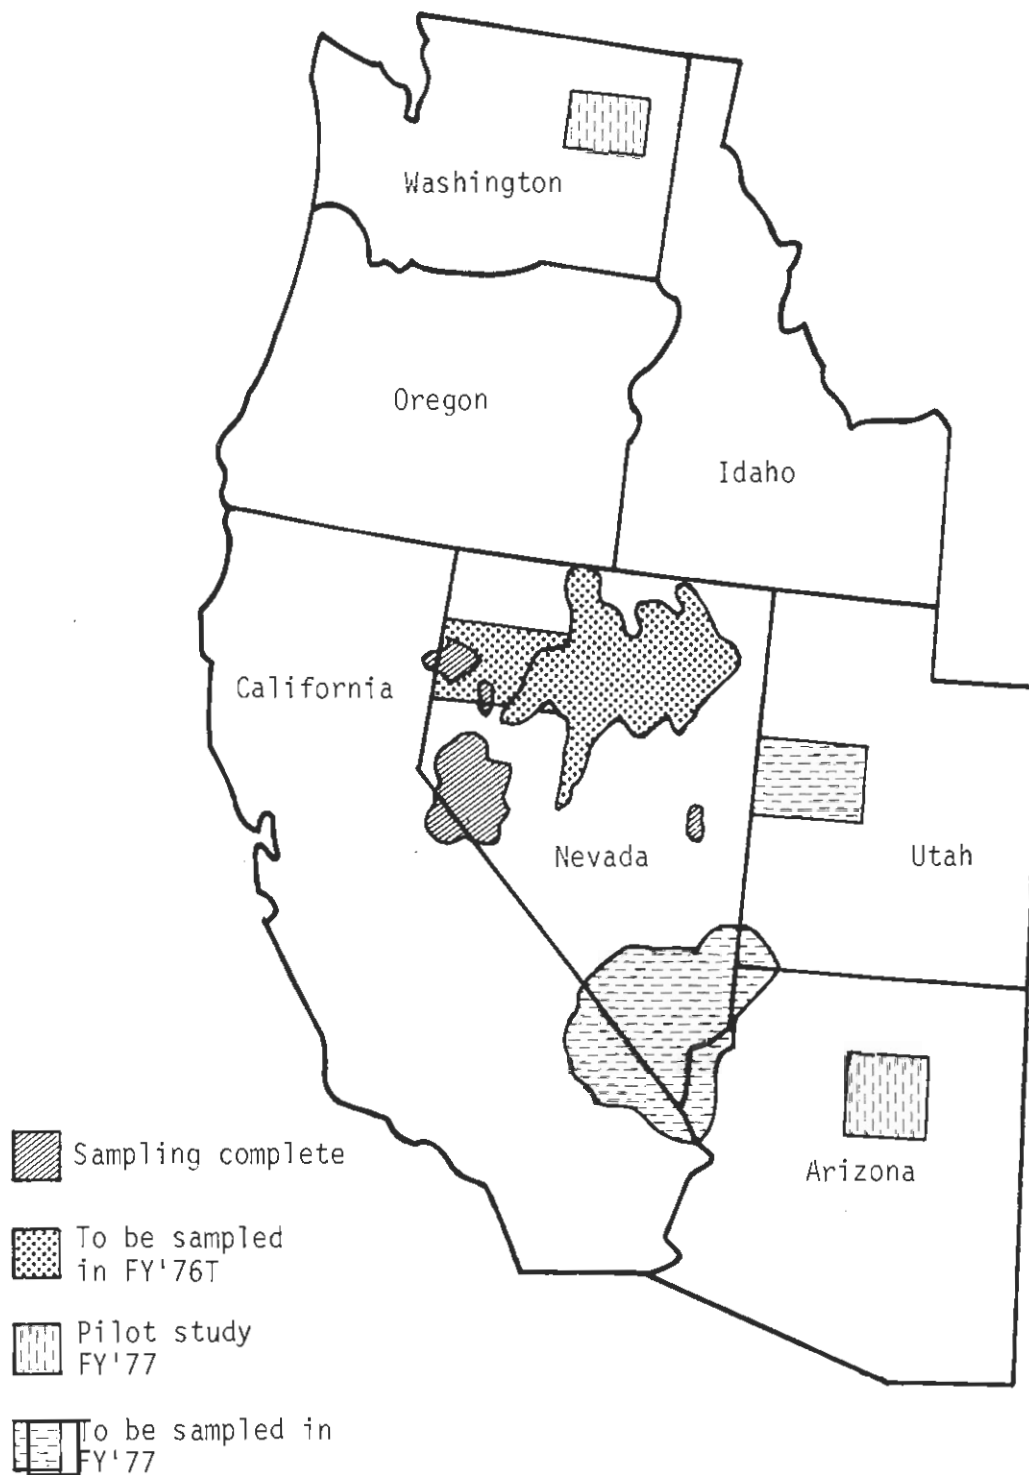 Washington
Oregon
Idaho
California
Nevada
Utah
Arizona
Sampling complete
To be sampled
in FY'76T
Pilot study
FY'77
To be sampled in
FY'77